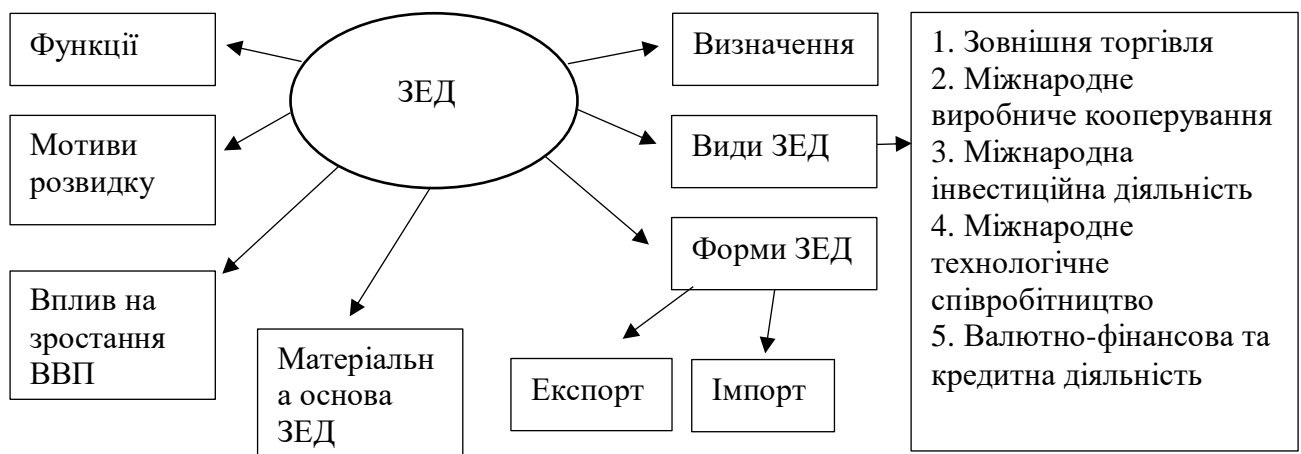 Функції
ЗЕД
Визначення
Мотиви
розвидку
Види ЗЕД
Вплив на
зростання
ВВП
Матеріальн
а основа
ЗЕД
Форми ЗЕД
Експорт
Імпорт
1. Зовнішня торгівля
2. Міжнародне
виробниче кооперування
3. Міжнародна
інвестиційна діяльність
4. Міжнародне
технологічне
співробітництво
5. Валютно-фінансова та
кредитна діяльність